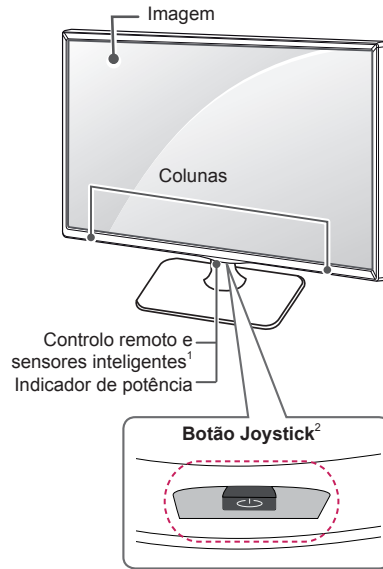 Imagem
Colunas
Controlo remoto e
sensores inteligentes¹
Indicador de potência
Botão Joystick²